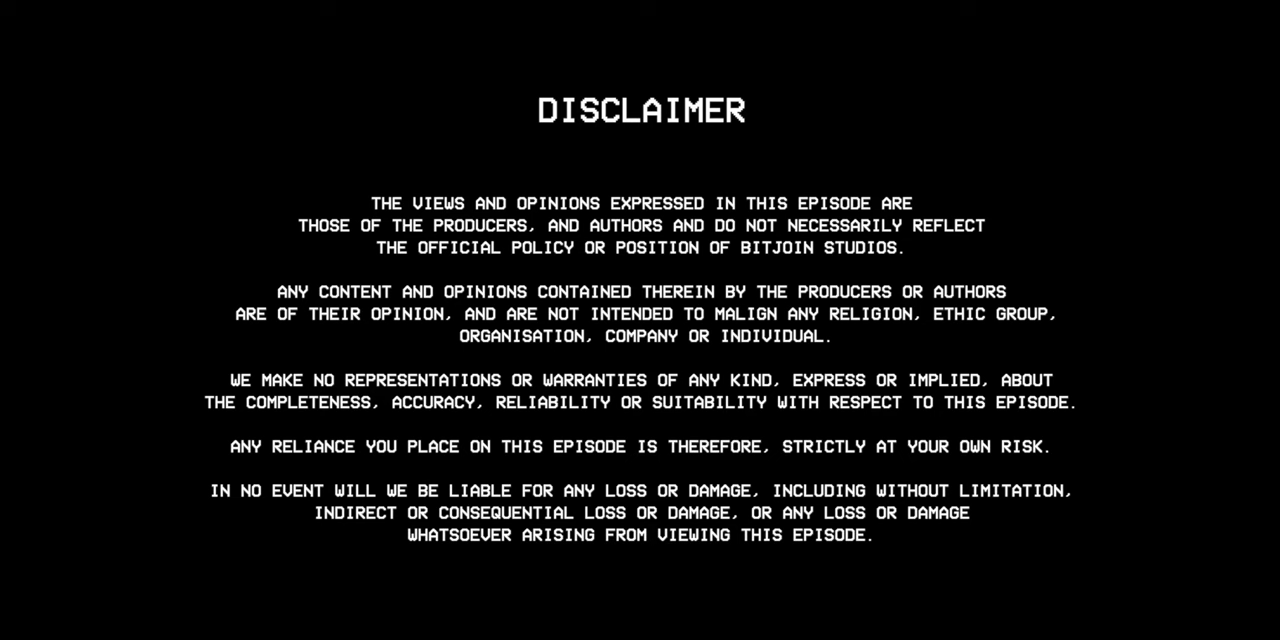 DISCLAIMER
THE VIEWS AND OPINIONS EXPRESSED IN THIS EPISODE ARE
THOSE OF THE PRODUCERS, AND AUTHORS AND DO NOT NECESSARILY REFLECT
THE OFFICIAL POLICY OR POSITION OF BITJOIN STUDIOS.
ANY CONTENT AND OPINIONS CONTAINED THEREIN BY THE PRODUCERS OR AUTHORS
ARE OF THEIR OPINION, AND ARE NOT INTENDED TO MALIGN ANY RELIGION, ETHIC GROUP,
ORGANISATION, COMPANY OR INDIVIDUAL.
WE MAKE NO REPRESENTATIONS OR WARRANTIES OF ANY KIND, EXPRESS OR IMPLIED, ABOUT
THE COMPLETENESS, ACCURACY, RELIABILITY OR SUITABILITY WITH RESPECT TO THIS EPISODE.
ANY RELIANCE YOU PLACE ON THIS EPISODE IS THEREFORE, STRICTLY AT YOUR OWN RISK.
IN NO EVENT WILL WE BE LIABLE FOR ANY LOSS OR DAMAGE, INCLUDING WITHOUT LIMITATION,
INDIRECT OR CONSEQUENTIAL LOSS OR DAMAGE, OR ANY LOSS OR DAMAGE
WHATSOEVER ARISING FROM VIEWING THIS EPISODE.